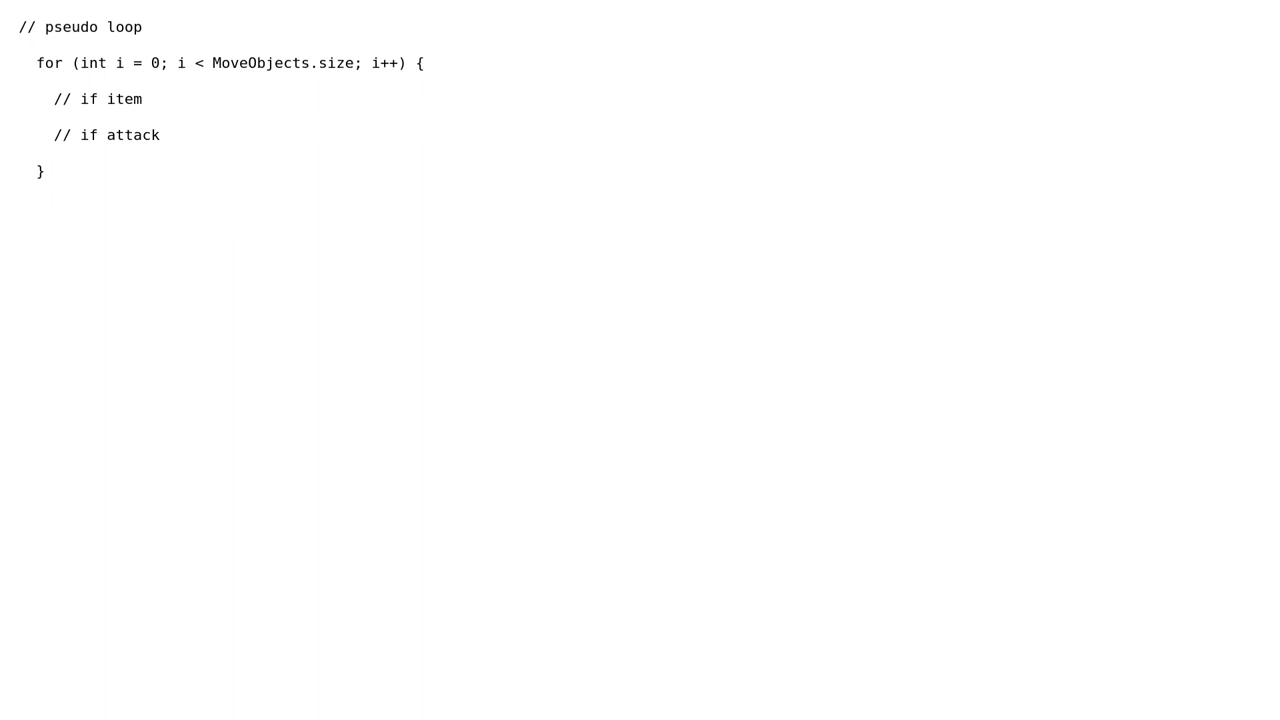 // pseudo loop
for (int i = 0; i < MoveObjects.size; i++) {
// if item
// if attack
}